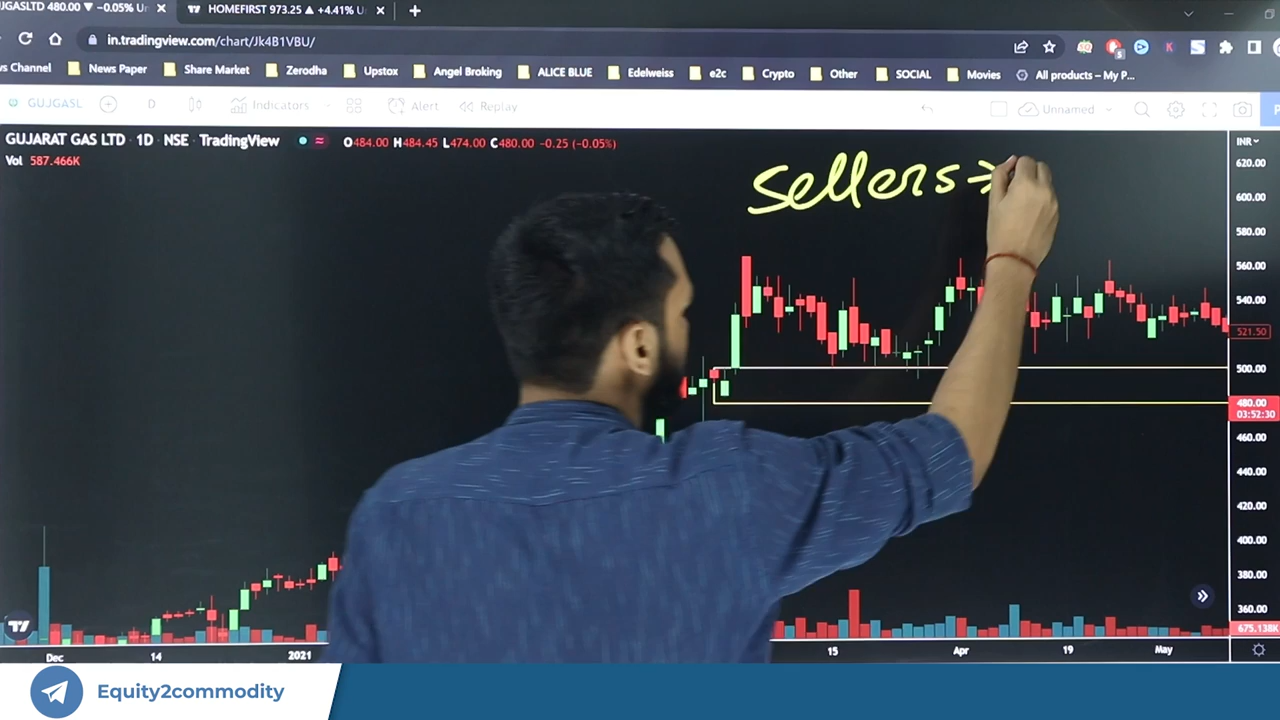 GASLTD 480.00 ▼ −0.05% Ur
HOMEFIRST 973.25 ▲ +4.41% U
in.tradingview.com/chart/Jk4B1VBU/
vs Channel News Paper Share Market Zerodha Upstox Angel Broking ALICE BLUE Edelweiss e2c Crypto Other SOCIAL Movies All products – My P...
GUJGASL D Indicators Alert Replay Unnamed P
GUJARAT GAS LTD · 1D · NSE · TradingView O484.00 H484.45 L474.00 C480.00 −0.25 (−0.05%)
INR
Vol 587.466K
Sellers →
620.00
600.00
580.00
560.00
540.00
521.50
500.00
480.00
03:52:30
460.00
440.00
420.00
400.00
380.00
360.00
675.138K
Dec 14 2021 15 Apr 19 May
Equity2commodity